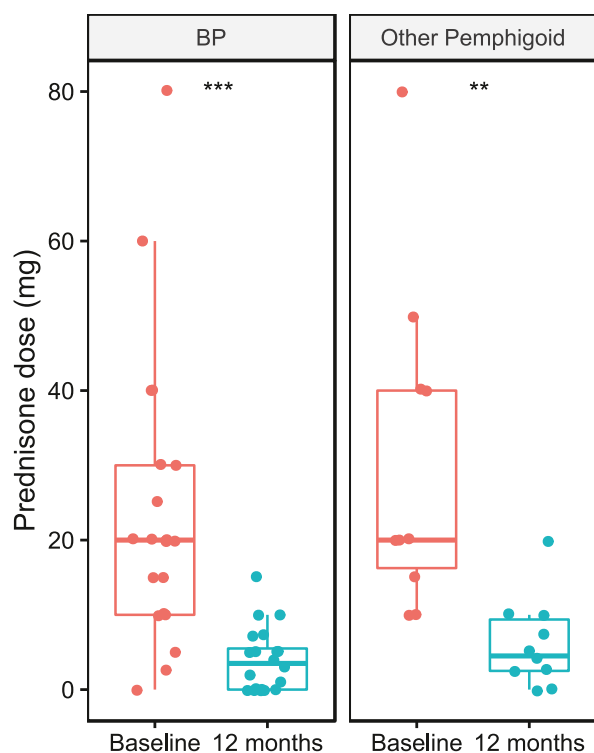 BP
Other Pemphigoid
*** **
Prednisone dose (mg)
80
60
40
20
0
Baseline 12 months
Baseline 12 months